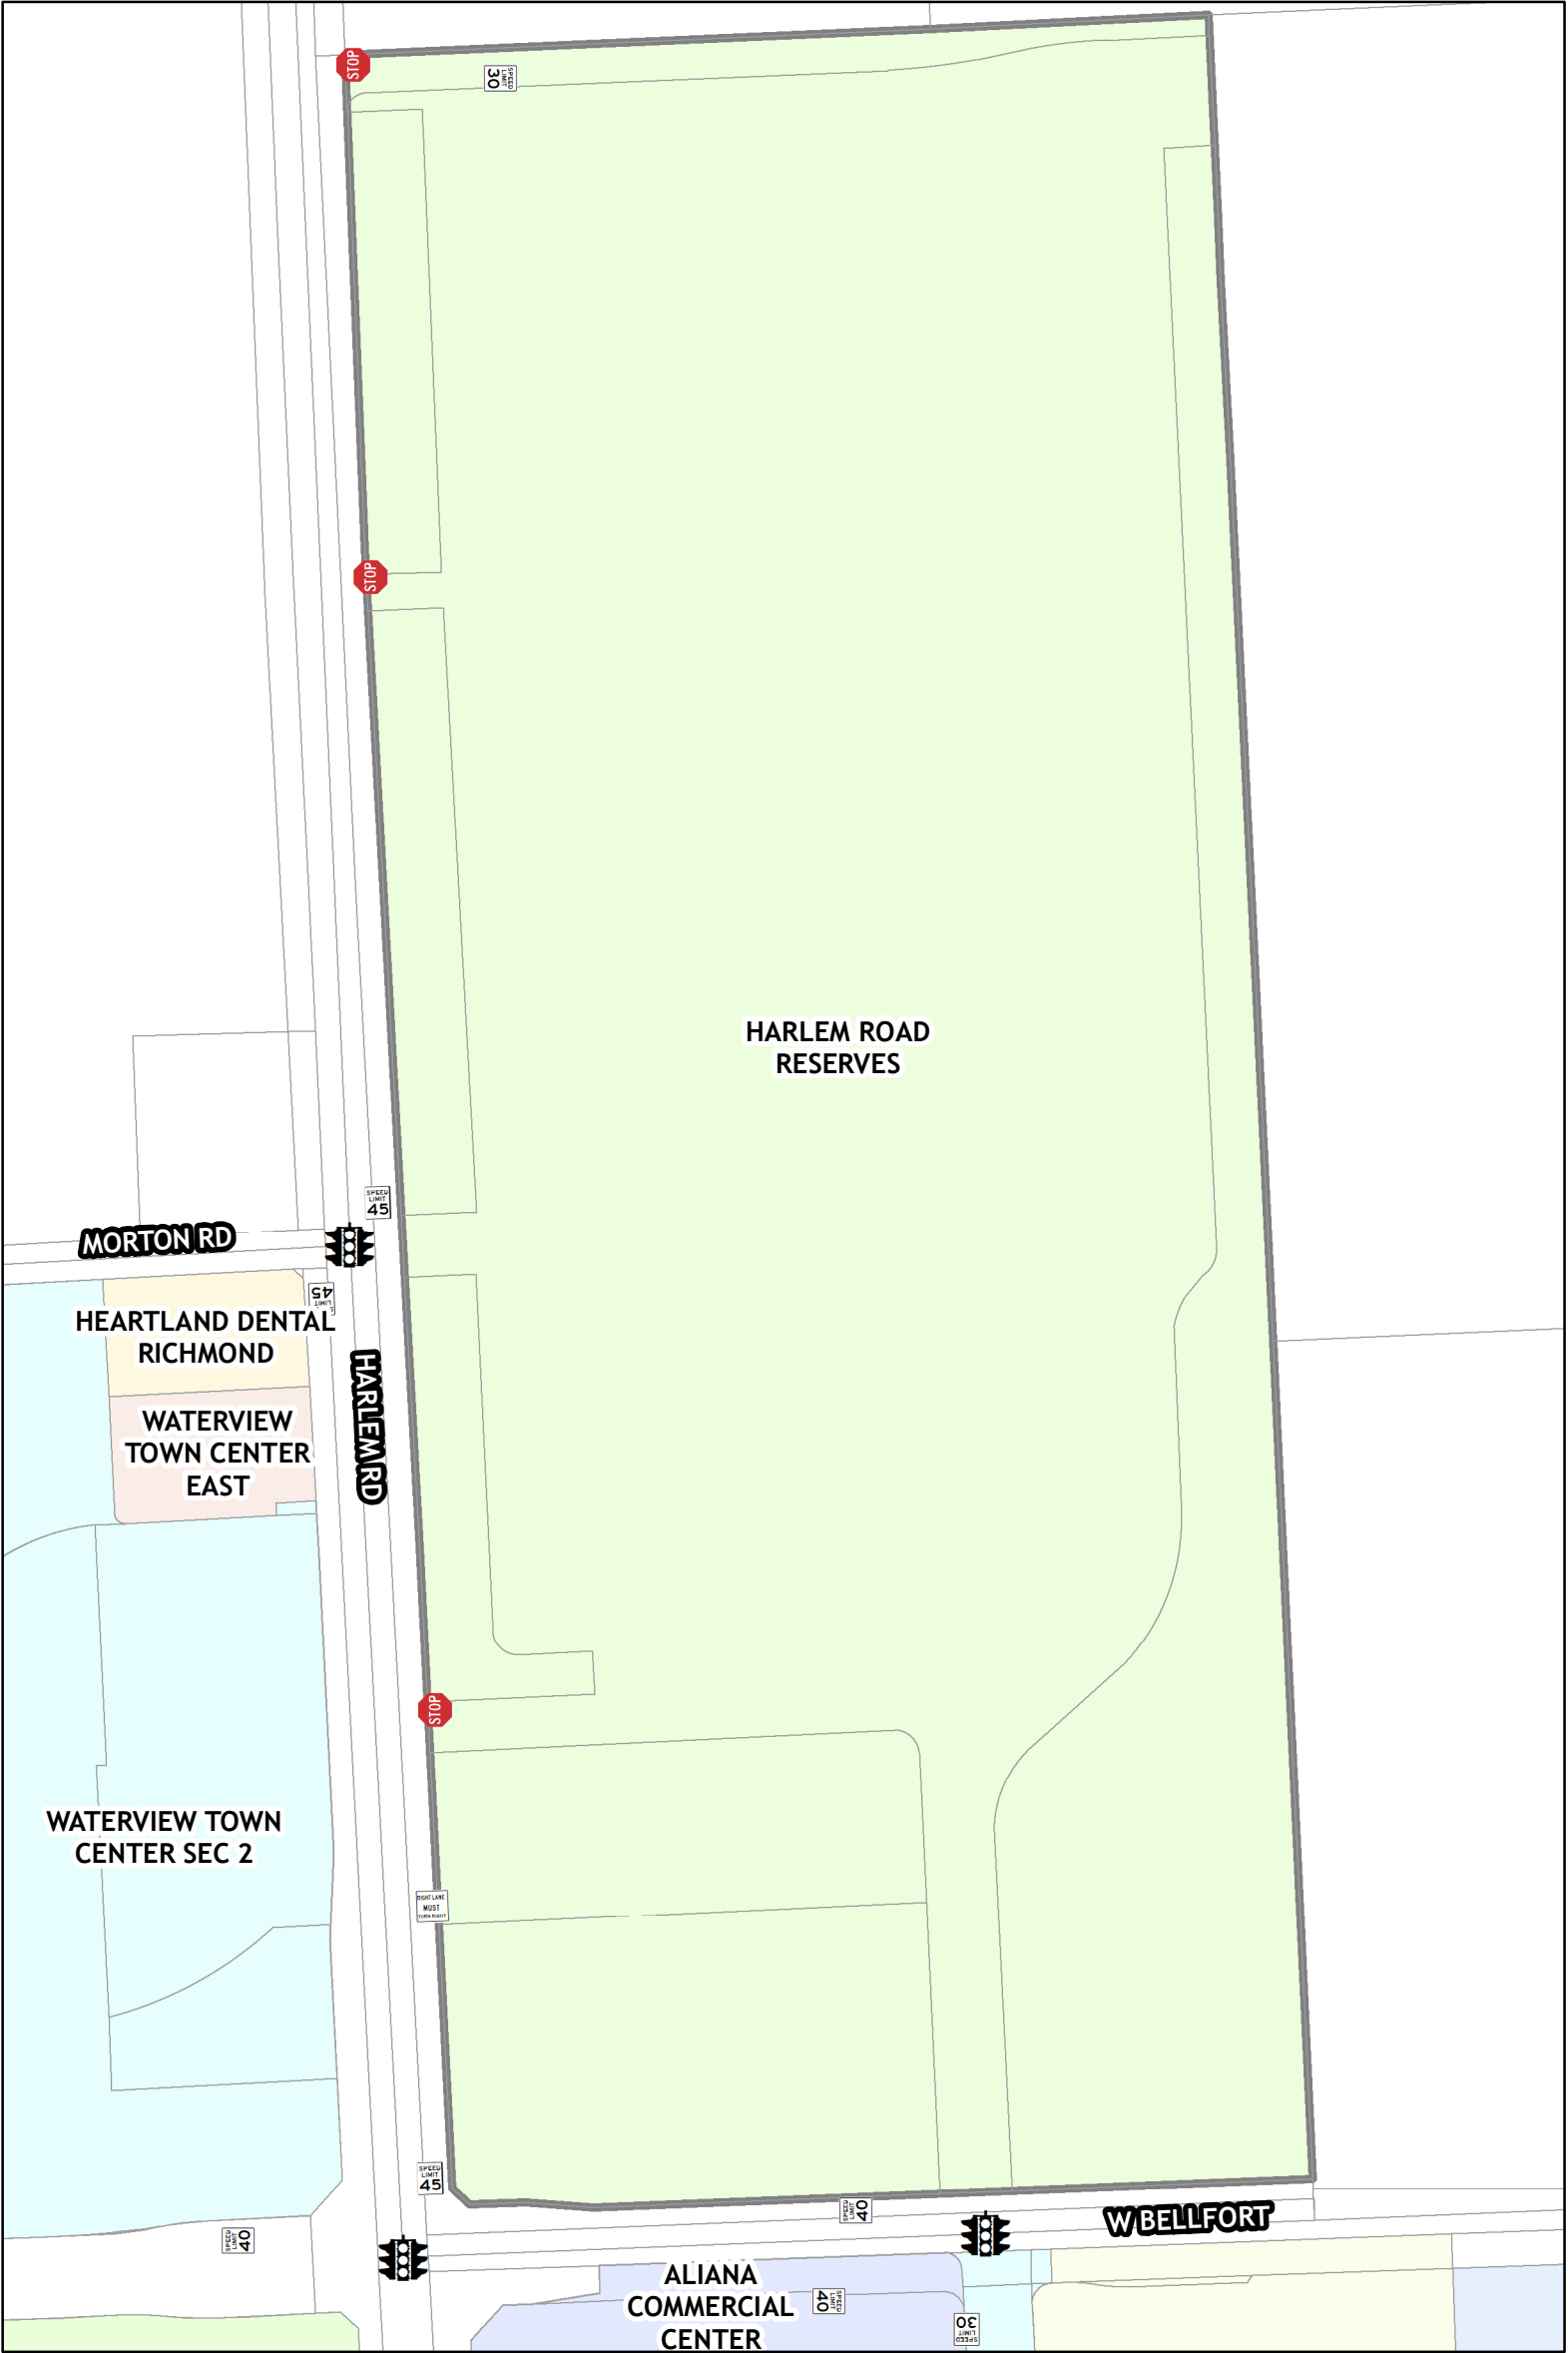 STOP
SPEED
LIMIT
30
STOP
HARLEM ROAD
RESERVES
SPEED
LIMIT
45
MORTON RD
LIMIT
45
HEARTLAND DENTAL
RICHMOND
HARLEM RD
WATERVIEW
TOWN CENTER
EAST
STOP
WATERVIEW TOWN
CENTER SEC 2
RIGHT LANE
MUST
TURN RIGHT
SPEED
LIMIT
45
SPEED
LIMIT
40
W BELLFORT
SPEED
LIMIT
40
ALIANA
COMMERCIAL
CENTER
SPEED
LIMIT
40
SPEED
LIMIT
30